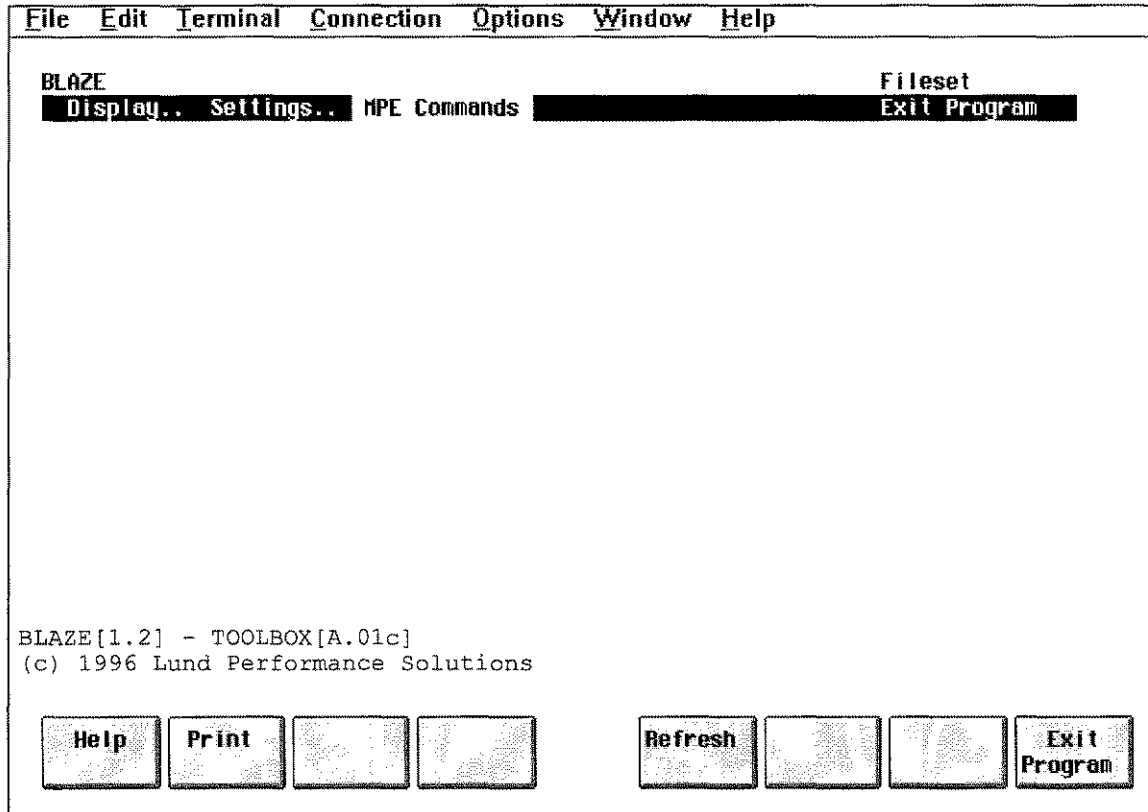 File Edit Terminal Connection Options Window Help
BLAZE Fileset
Display.. Settings.. MPE Commands Exit Program
BLAZE[1.2] - TOOLBOX[A.01c]
(c) 1996 Lund Performance Solutions
Help Print Refresh Exit
Program